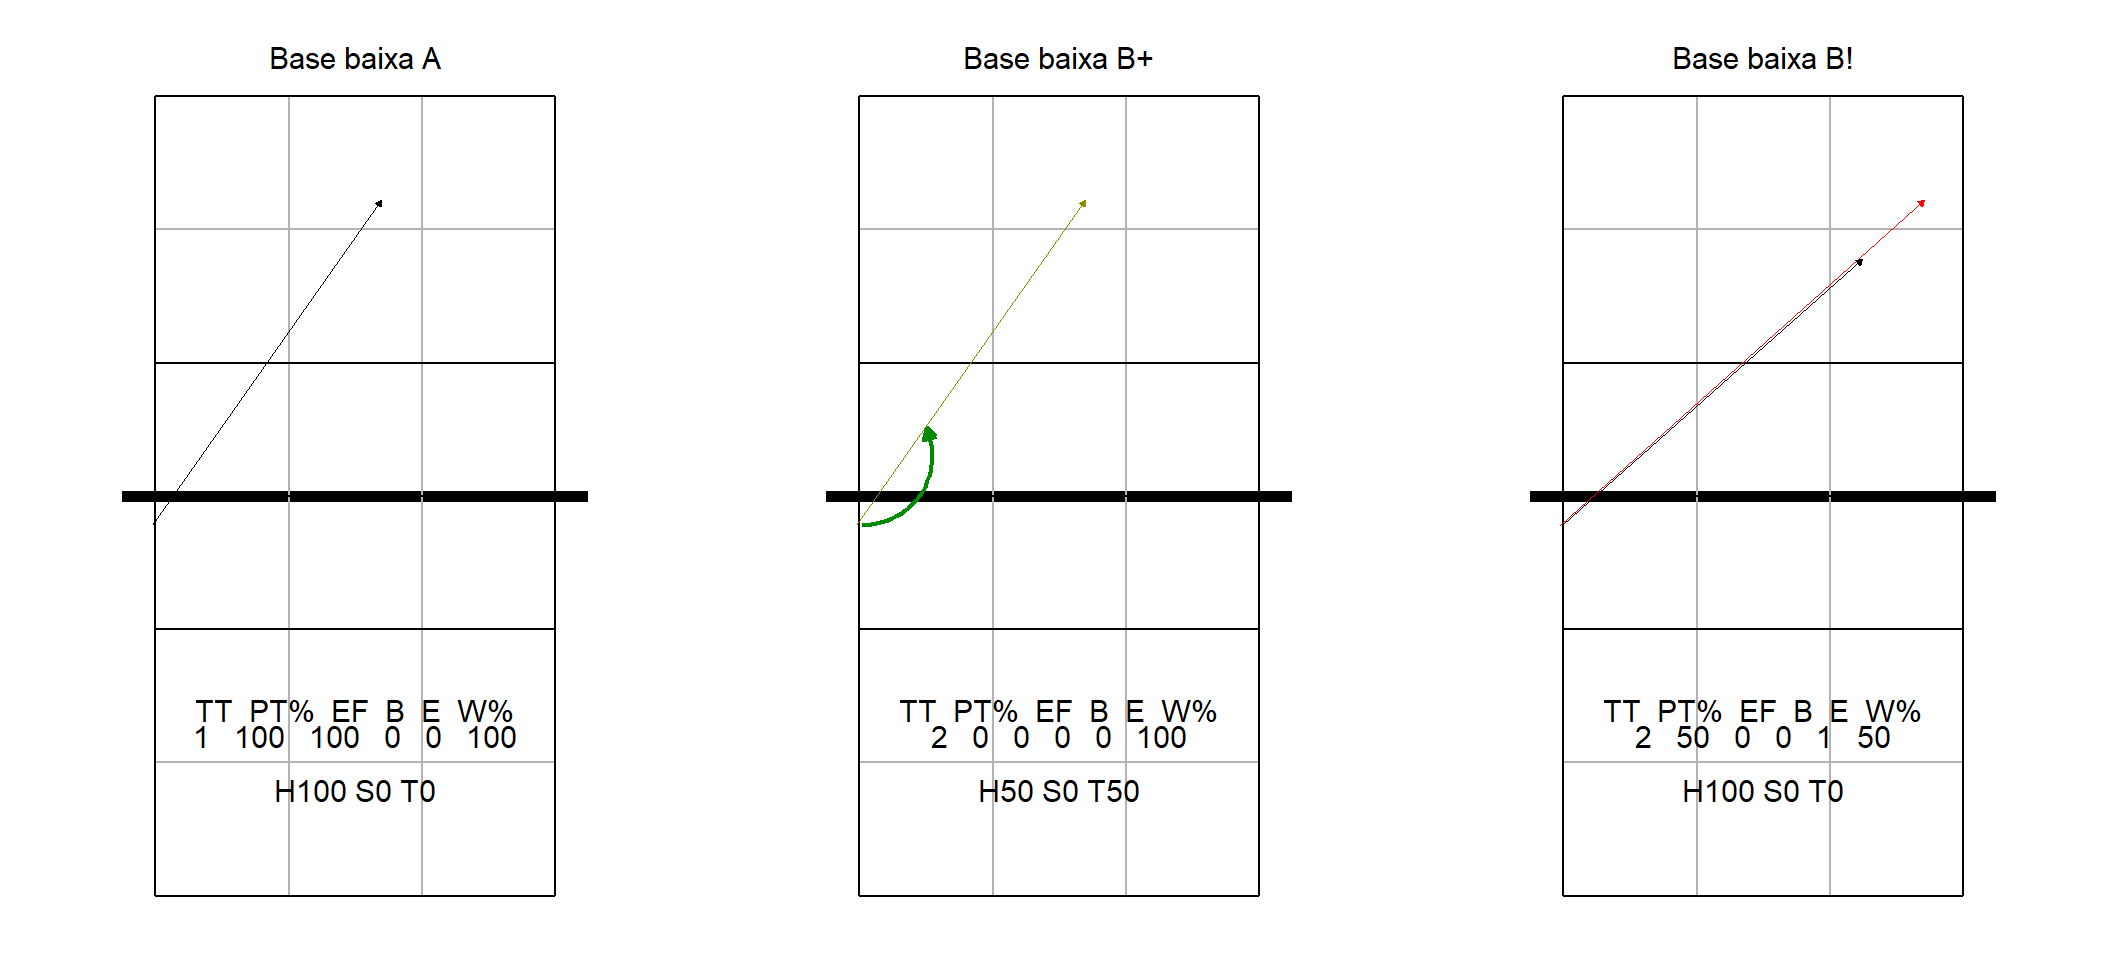 Base baixa A
TT PT% EF B E W%
1 100 100 0 0 100
H100 S0 T0
Base baixa B+
TT PT% EF B E W%
2 0 0 0 0 100
H50 S0 T50
Base baixa B!
TT PT% EF B E W%
2 50 0 0 1 50
H100 S0 T0